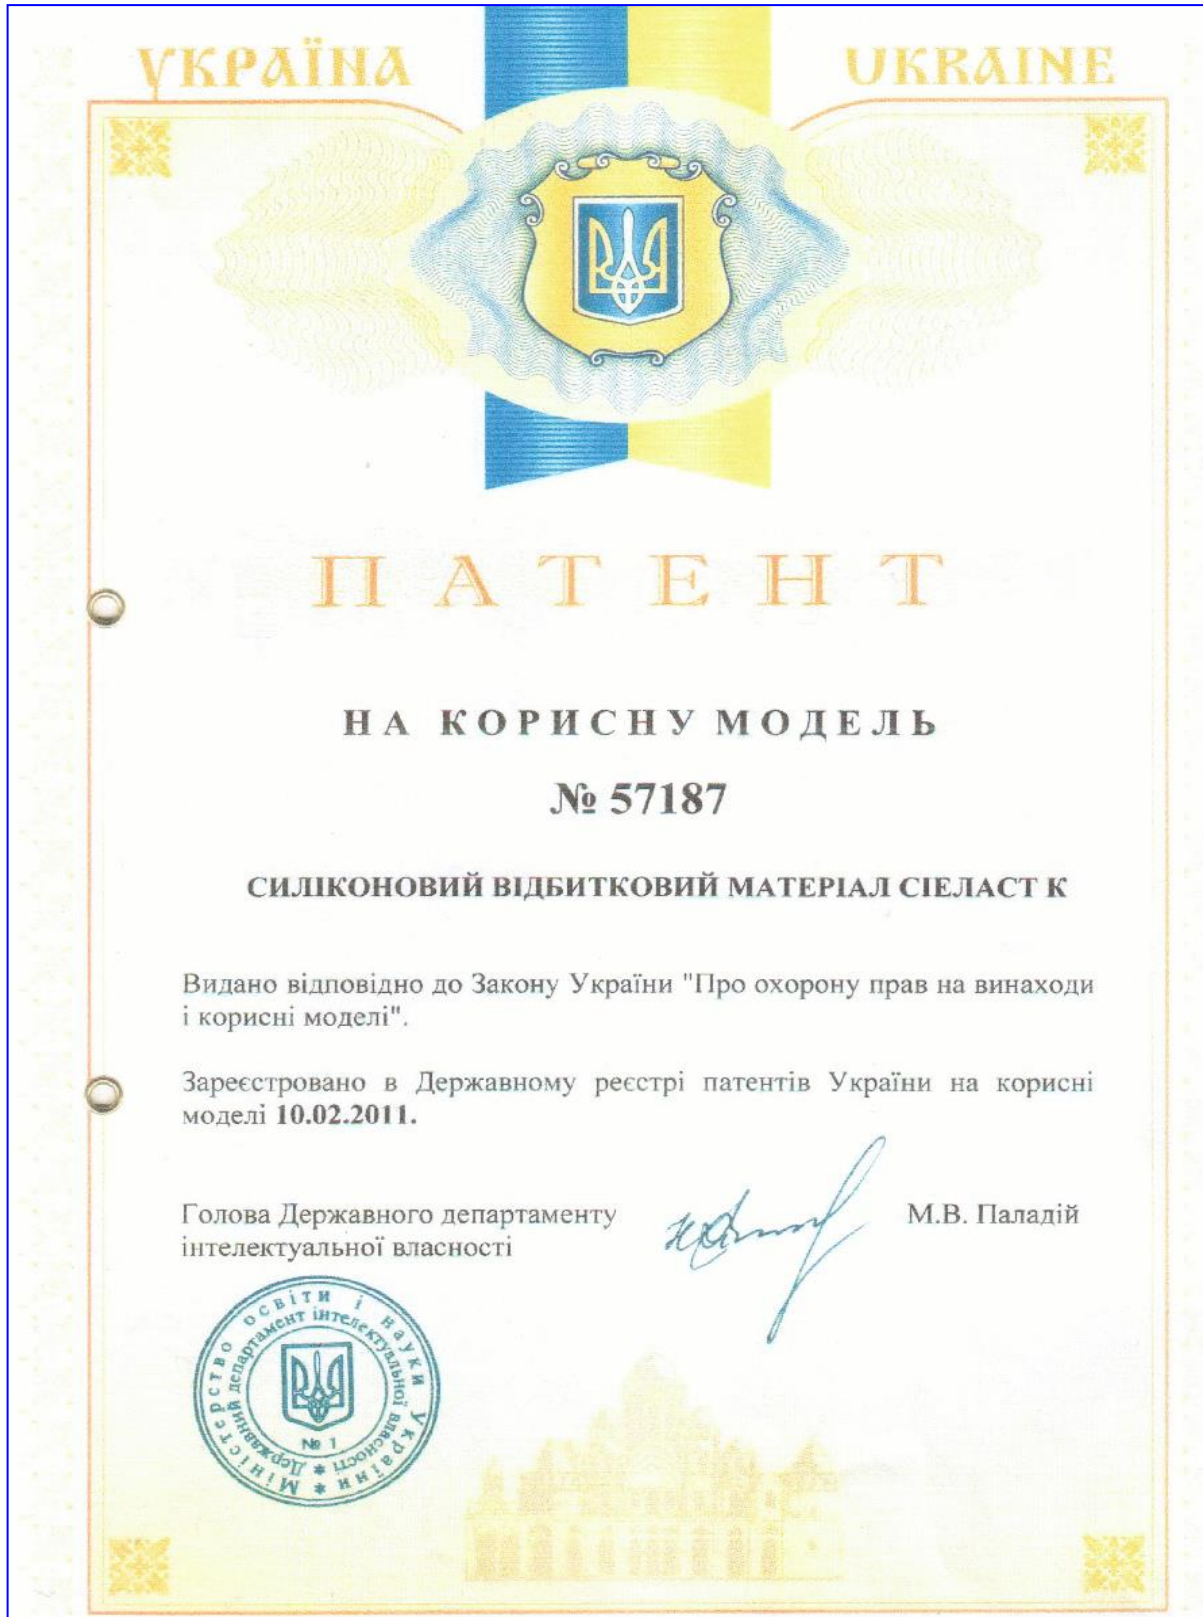 УКРАЇНА
UKRAINE
ПАТЕНТ
НА КОРИСНУ МОДЕЛЬ
№ 57187
СИЛІКОНОВИЙ ВІДБИТКОВИЙ МАТЕРІАЛ СІЕЛАСТ К
Видано відповідно до Закону України "Про охорону прав на винаходи
і корисні моделі".
Зареєстровано в Державному реєстрі патентів України на корисні
моделі 10.02.2011.
Голова Державного департаменту
інтелектуальної власності
М.В. Паладій
Міністерство освіти і науки України *
Державний департамент інтелектуальної власності *
№ 1